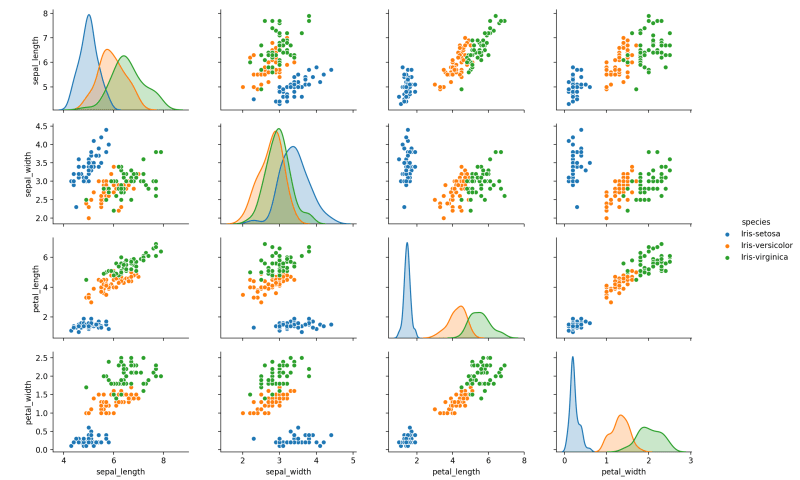 8
7
6
5
sepal_length
4.5
4.0
3.5
3.0
2.5
2.0
sepal_width
species
Iris-setosa
Iris-versicolor
Iris-virginica
6
4
2
petal_length
2.5
2.0
1.5
1.0
0.5
0.0
petal_width
4 6 8 2 3 4 5 0 2 4 6 8 0 1 2 3
sepal_length sepal_width petal_length petal_width